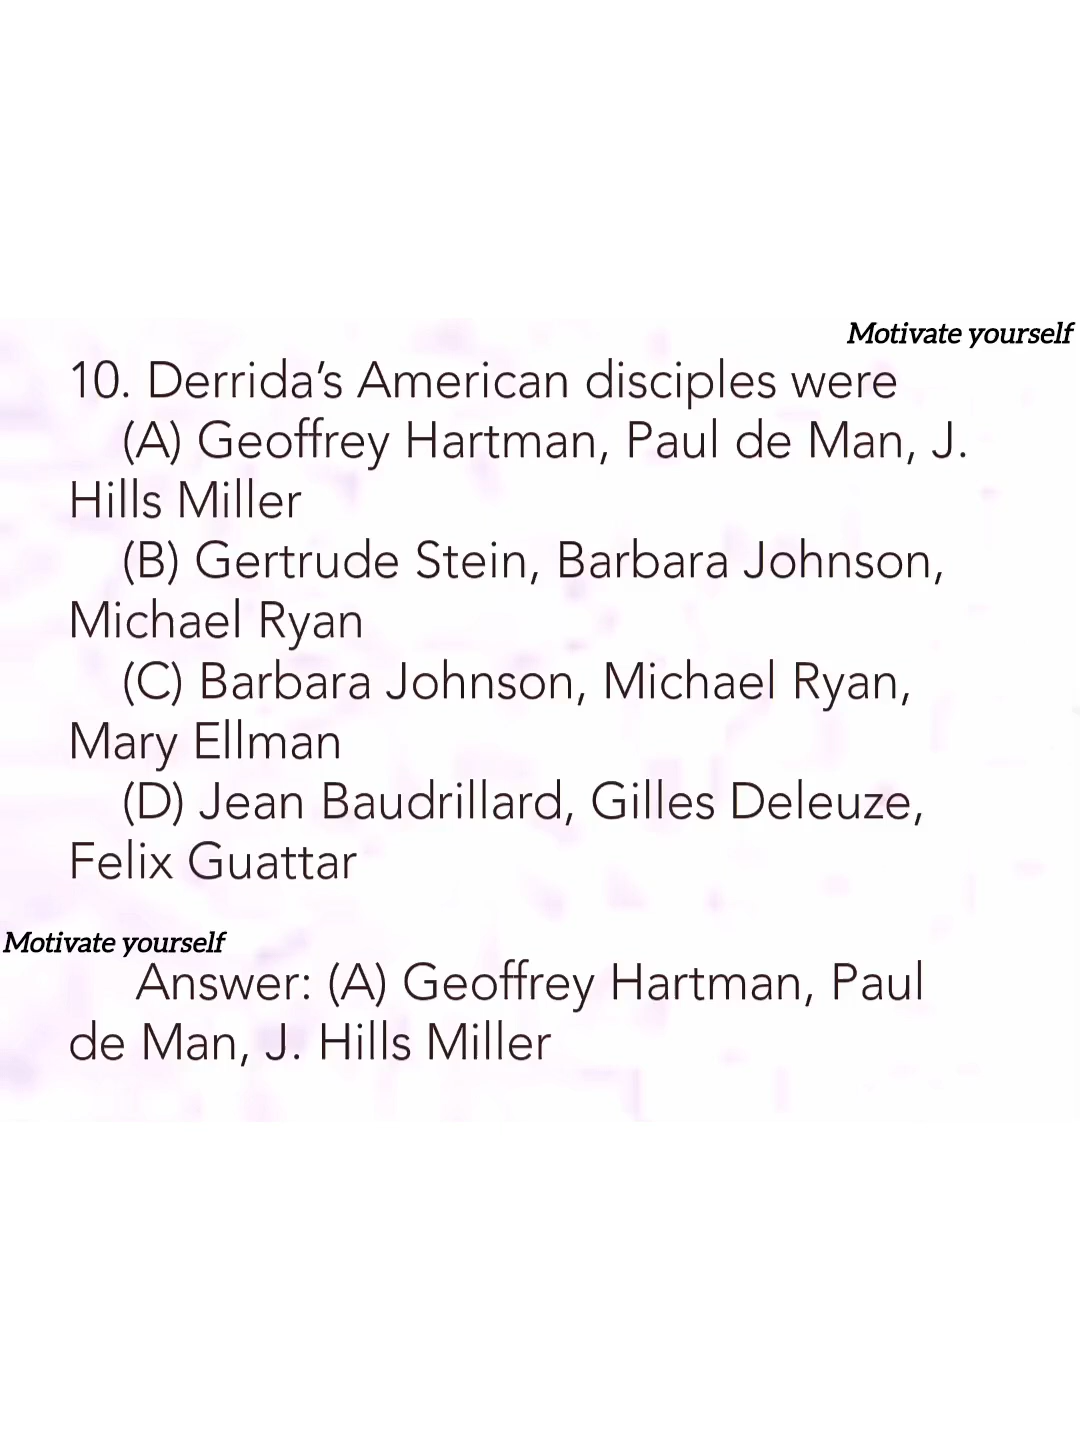 Motivate yourself
10. Derrida's American disciples were
(A) Geoffrey Hartman, Paul de Man, J.
Hills Miller
(B) Gertrude Stein, Barbara Johnson,
Michael Ryan
(C) Barbara Johnson, Michael Ryan,
Mary Ellman
(D) Jean Baudrillard, Gilles Deleuze,
Felix Guattar
Motivate yourself
Answer: (A) Geoffrey Hartman, Paul
de Man, J. Hills Miller